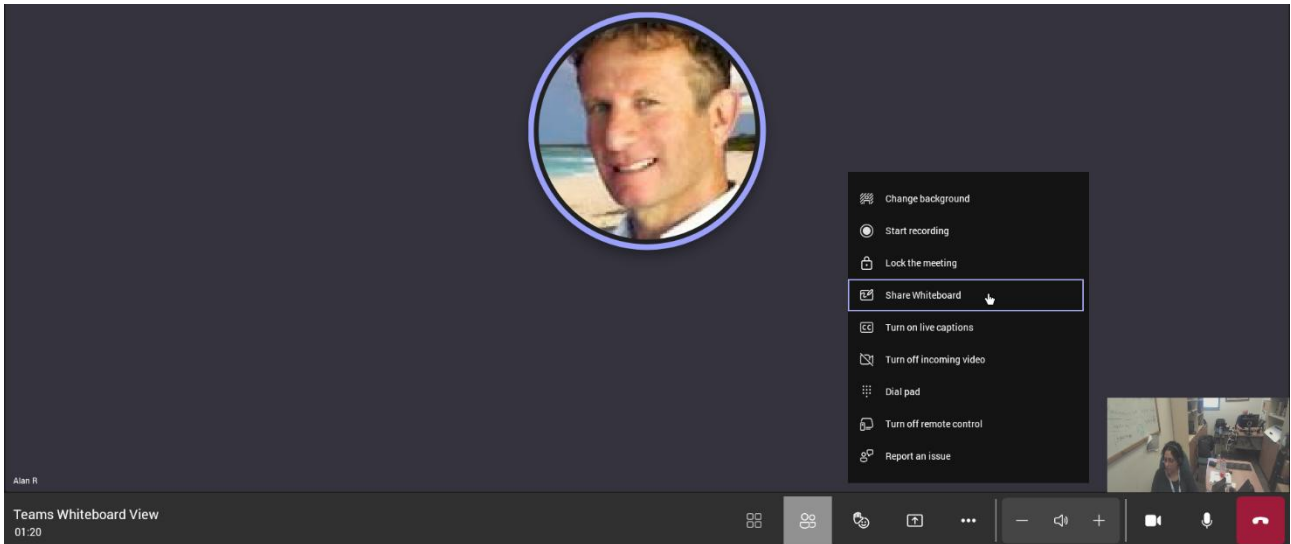 Change background
Start recording
Lock the meeting
Share Whiteboard
CC Turn on live captions
Turn off incoming video
Dial pad
Turn off remote control
Report an issue
Alan R
Teams Whiteboard View
01:20